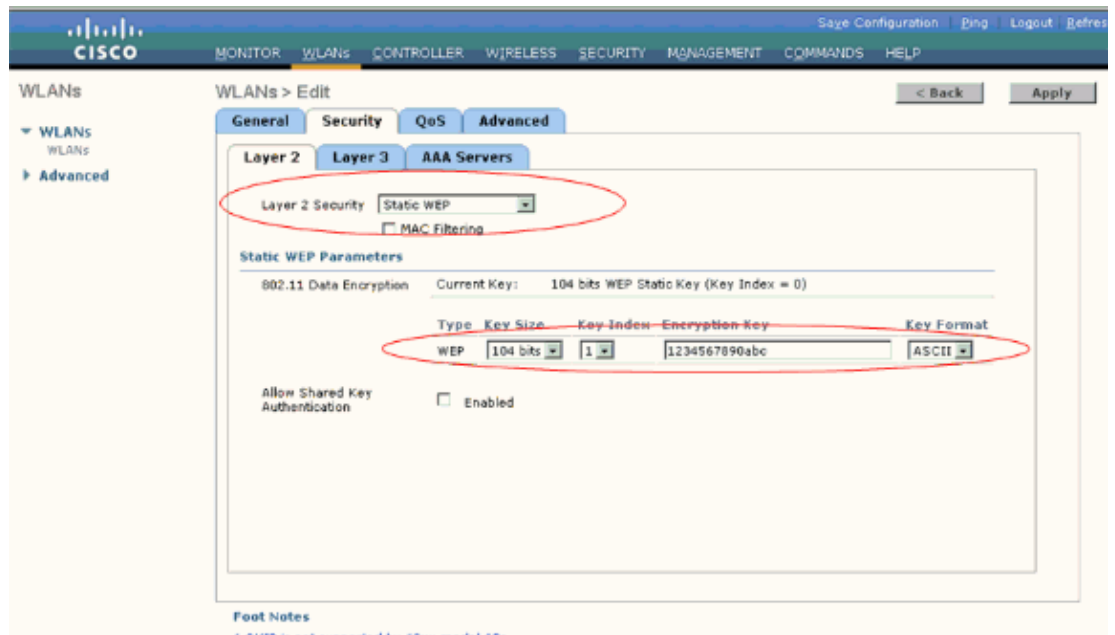 Save Configuration Ping Logout Refres
CISCO
MONITOR WLANs CONTROLLER WIRELESS SECURITY MANAGEMENT COMMANDS HELP
WLANs
WLANs > Edit
< Back
Apply
WLANs
WLANs
Advanced
General Security QoS Advanced
Layer 2 Layer 3 AAA Servers
Layer 2 Security Static WEP
MAC Filtering
Static WEP Parameters
802.11 Data Encryption Current Key: 104 bits WEP Static Key (Key Index = 0)
Type Key Size Key Index Encryption Key Key Format
WEP 104 bits 1 1234567890abc ASCII
Allow Shared Key Authentication Enabled
Foot Notes